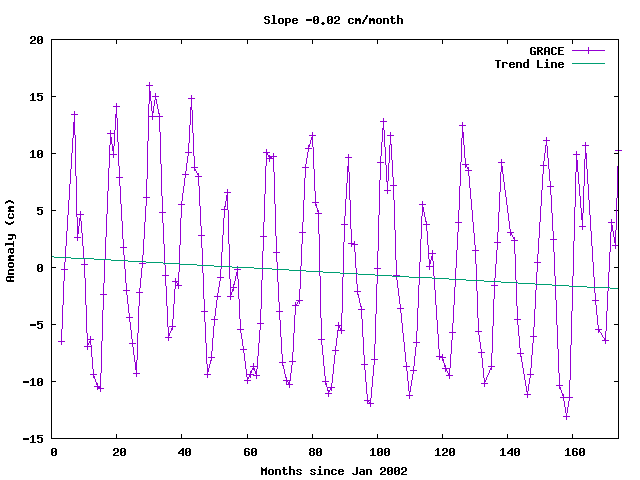 Slope -0.02 cm/month
GRACE
Trend Line
20
15
10
5
0
-5
-10
-15
Anomaly (cm)
0 20 40 60 80 100 120 140 160
Months since Jan 2002